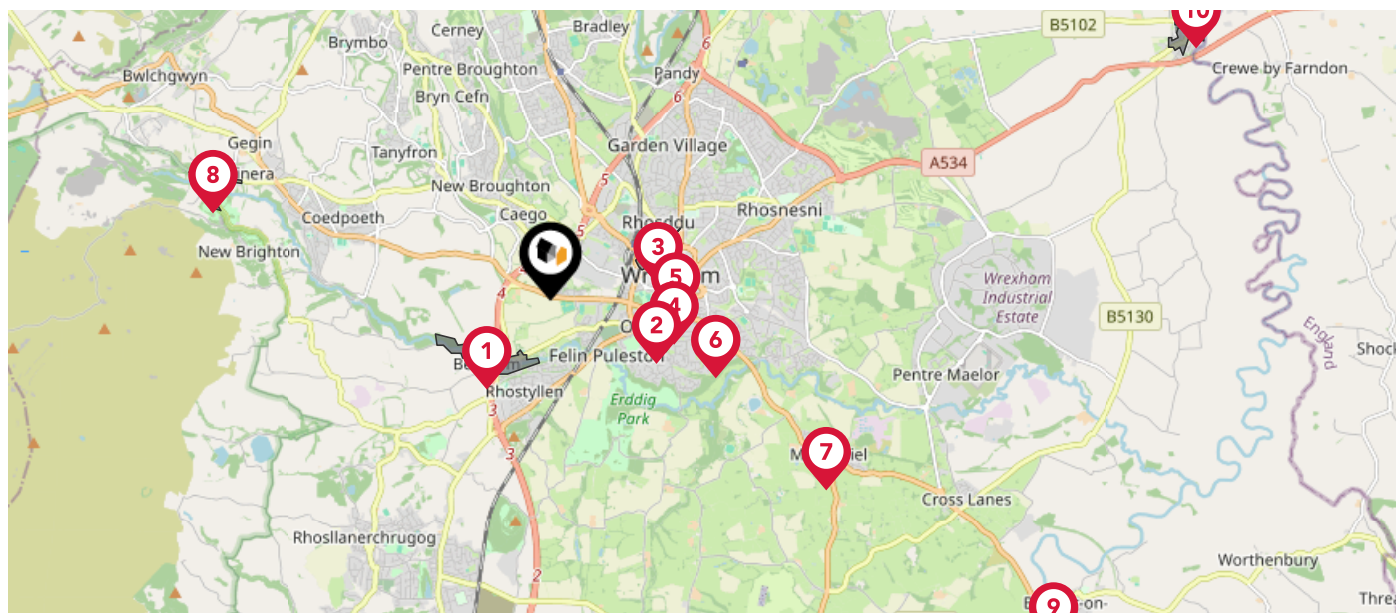 10
Cerney
Bradley
B5102
Brymbo
6
Bwlchgwyn
Pentre Broughton
Pandy
Crewe by Farndon
Bryn Cefn
6
Gegin
Garden Village
Tanyfron
A534
8
5
New Broughton
Coedpoeth
Caego
Rhosnesni
5
3
New Brighton
5
Wrexham
Industrial
Estate
4
4
B5130
2
England
6
1
Felin Puleston
Shoc
Pentre Maelor
Rhostyllen
Erddig
Park
3
7
3
Cross Lanes
Rhosllanerchrugog
Worthenbury
2
9
-on-